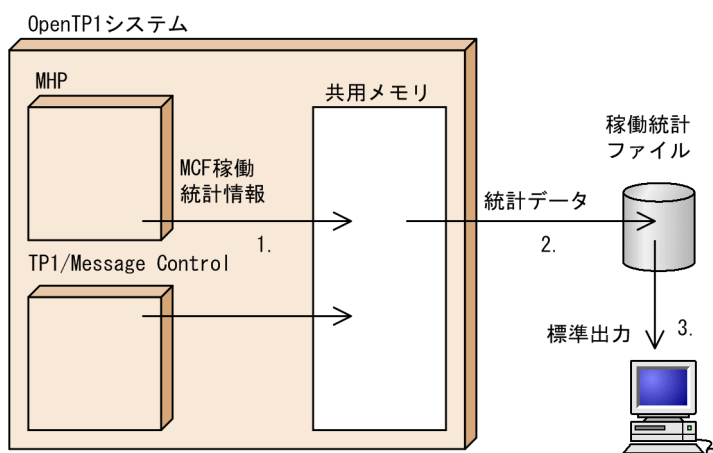 OpenTP1システム
MHP
共用メモリ
MCF稼働
統計情報
1.
TP1/Message Control
統計データ
2.
稼働統計
ファイル
標準出力
3.